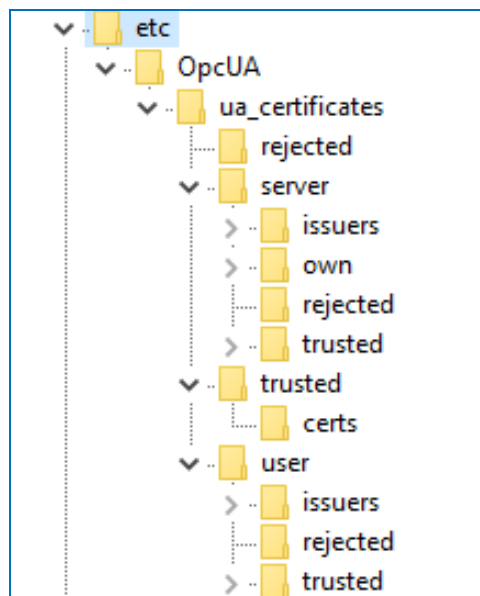 etc
OpcUA
ua_certificates
rejected
server
issuers
own
rejected
trusted
trusted
certs
user
issuers
rejected
trusted